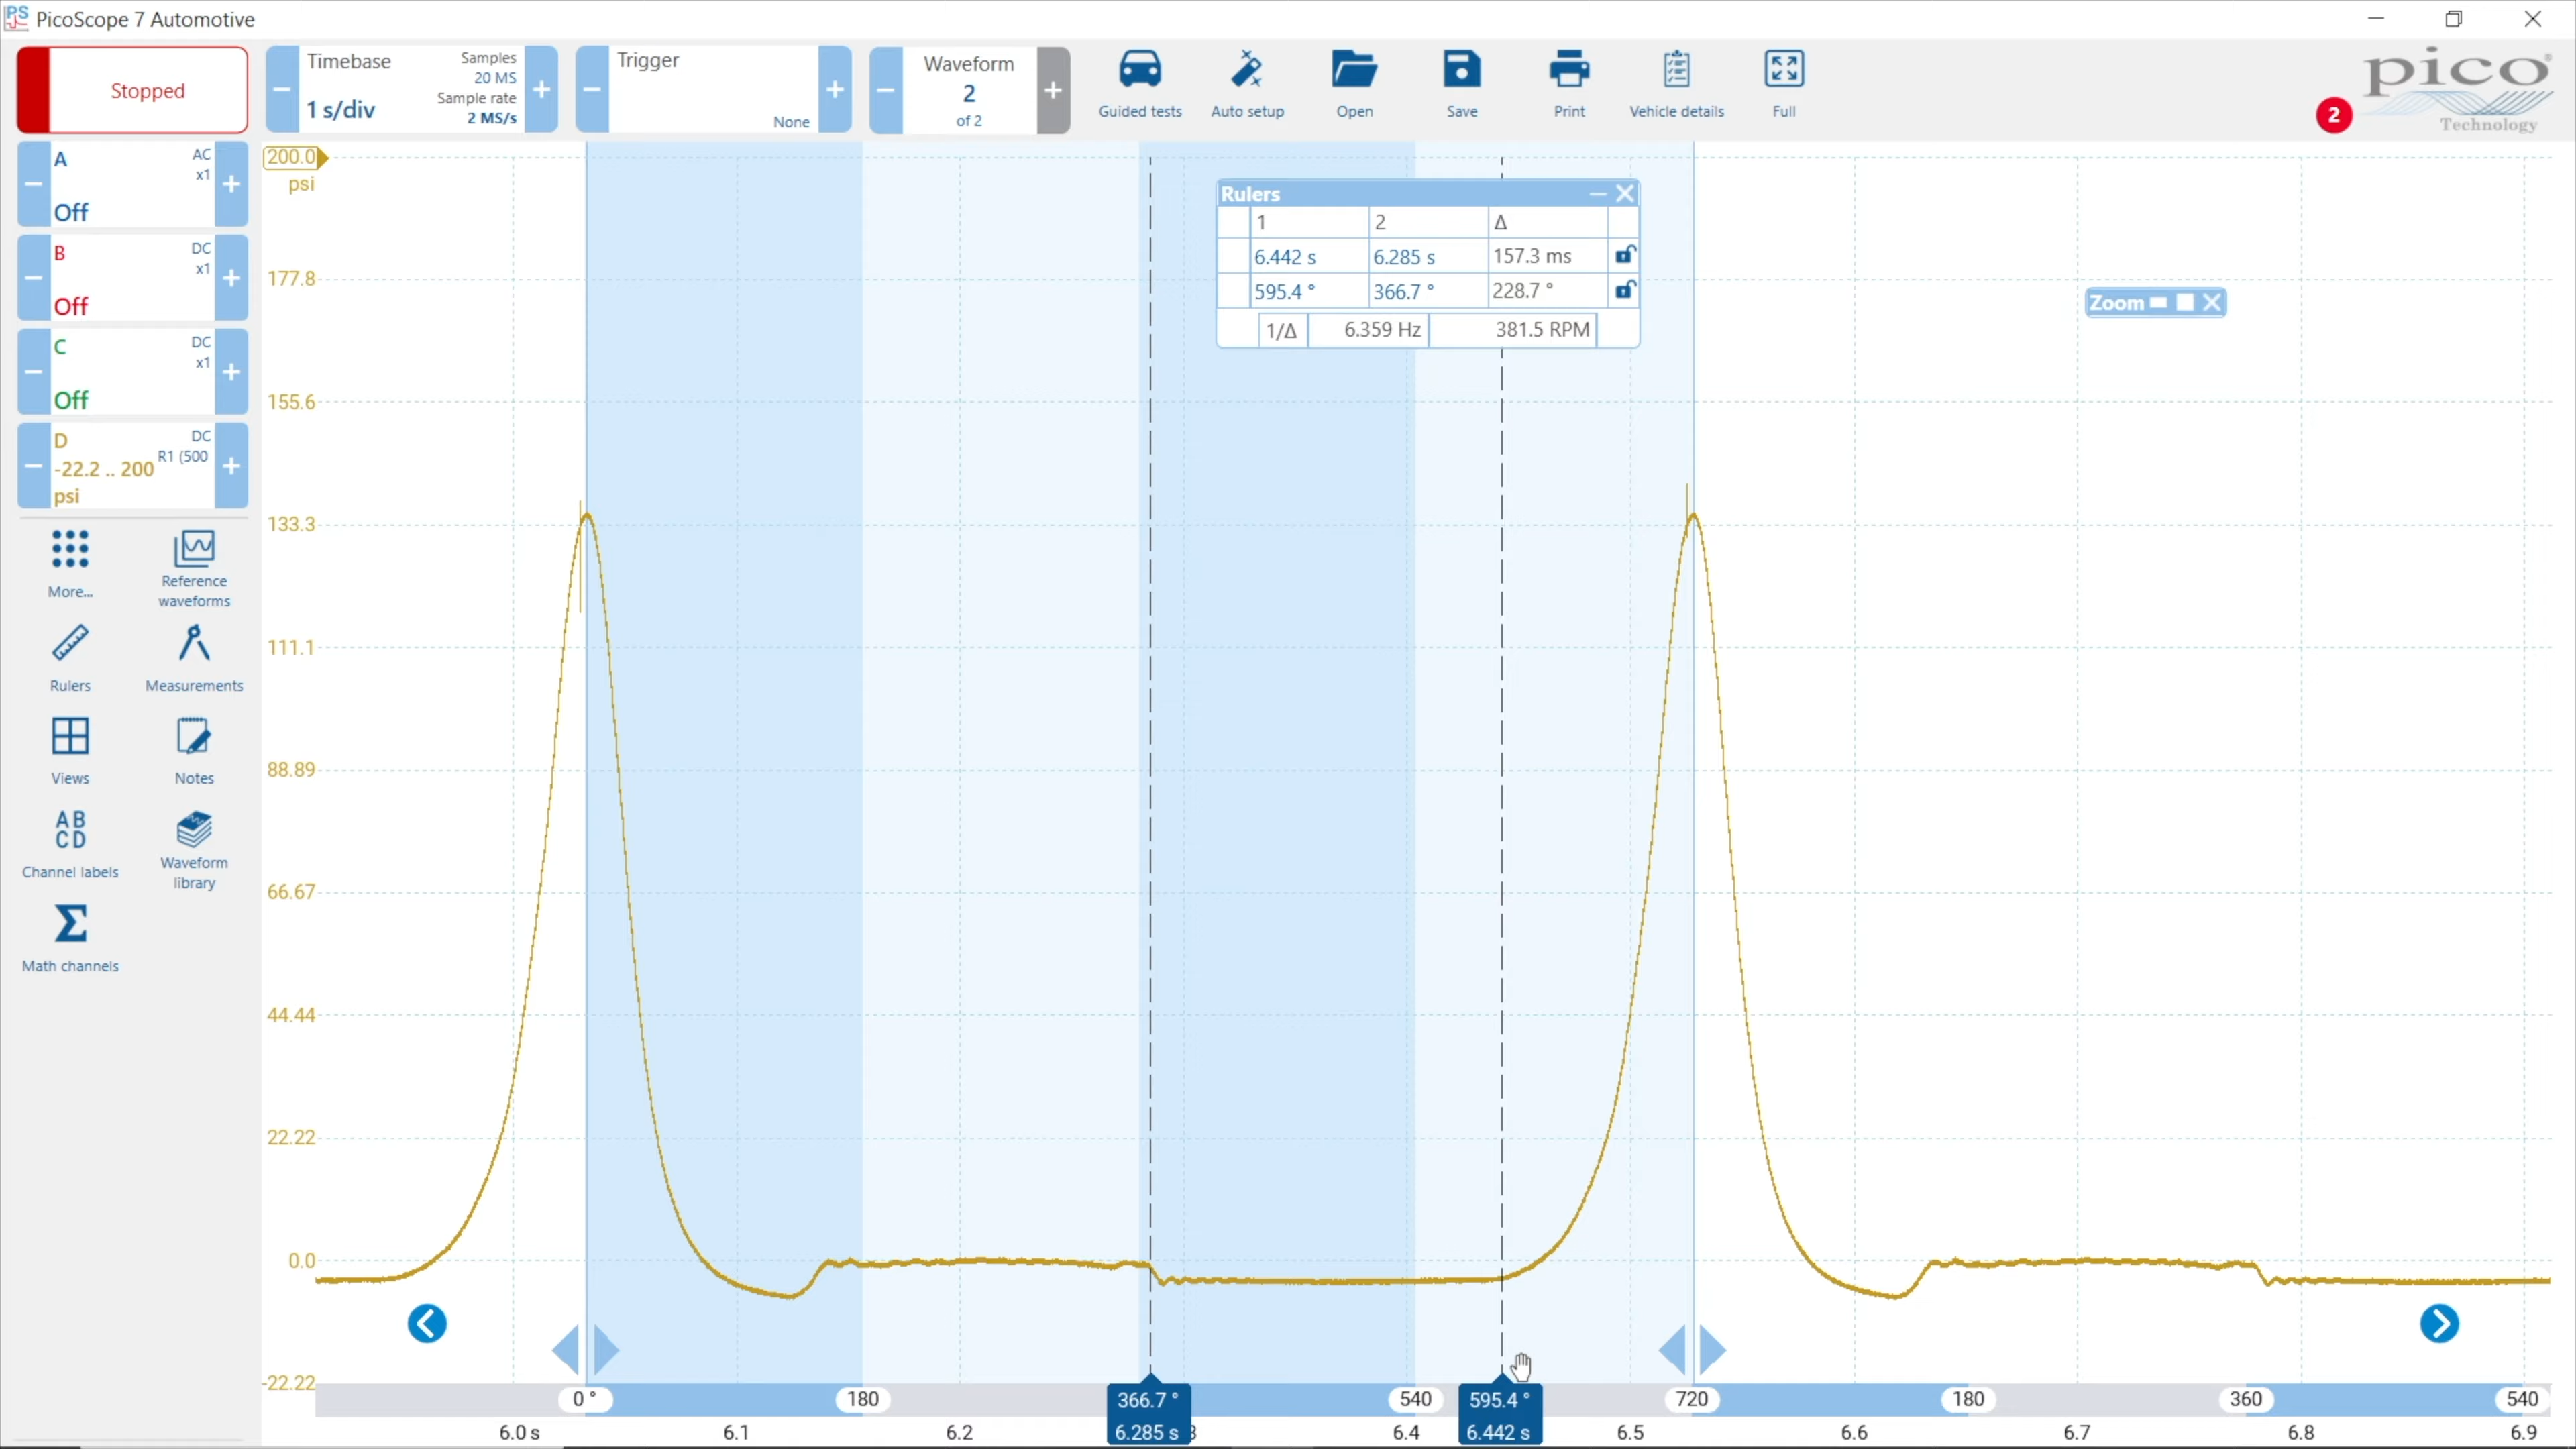 PicoScope 7 Automotive
Stopped
Timebase
1 s/div
Samples
20 MS
Sample rate
2 MS/s
Trigger
None
Waveform
2
of 2
Guided tests
Auto setup
Open
Save
Print
Vehicle details
Full
2
pico
Technology
A
AC
x1
Off
B
DC
x1
Off
C
DC
x1
Off
D
DC
-22.2 .. 200
R1 (500
psi
More...
Reference
waveforms
Rulers
Measurements
Views
Notes
AB
CD
Channel labels
Waveform
library
Math channels
200.0
psi
177.8
155.6
133.3
111.1
88.89
66.67
44.44
22.22
0.0
-22.22
Rulers
1 2 Δ
6.442 s 6.285 s 157.3 ms
595.4 ° 366.7 ° 228.7 °
1/Δ 6.359 Hz 381.5 RPM
Zoom
0 ° 180 366.7 ° 540 595.4 ° 720 180 360 540
6.0 s 6.1 6.2 6.285 s 6.4 6.442 s 6.5 6.6 6.7 6.8 6.9